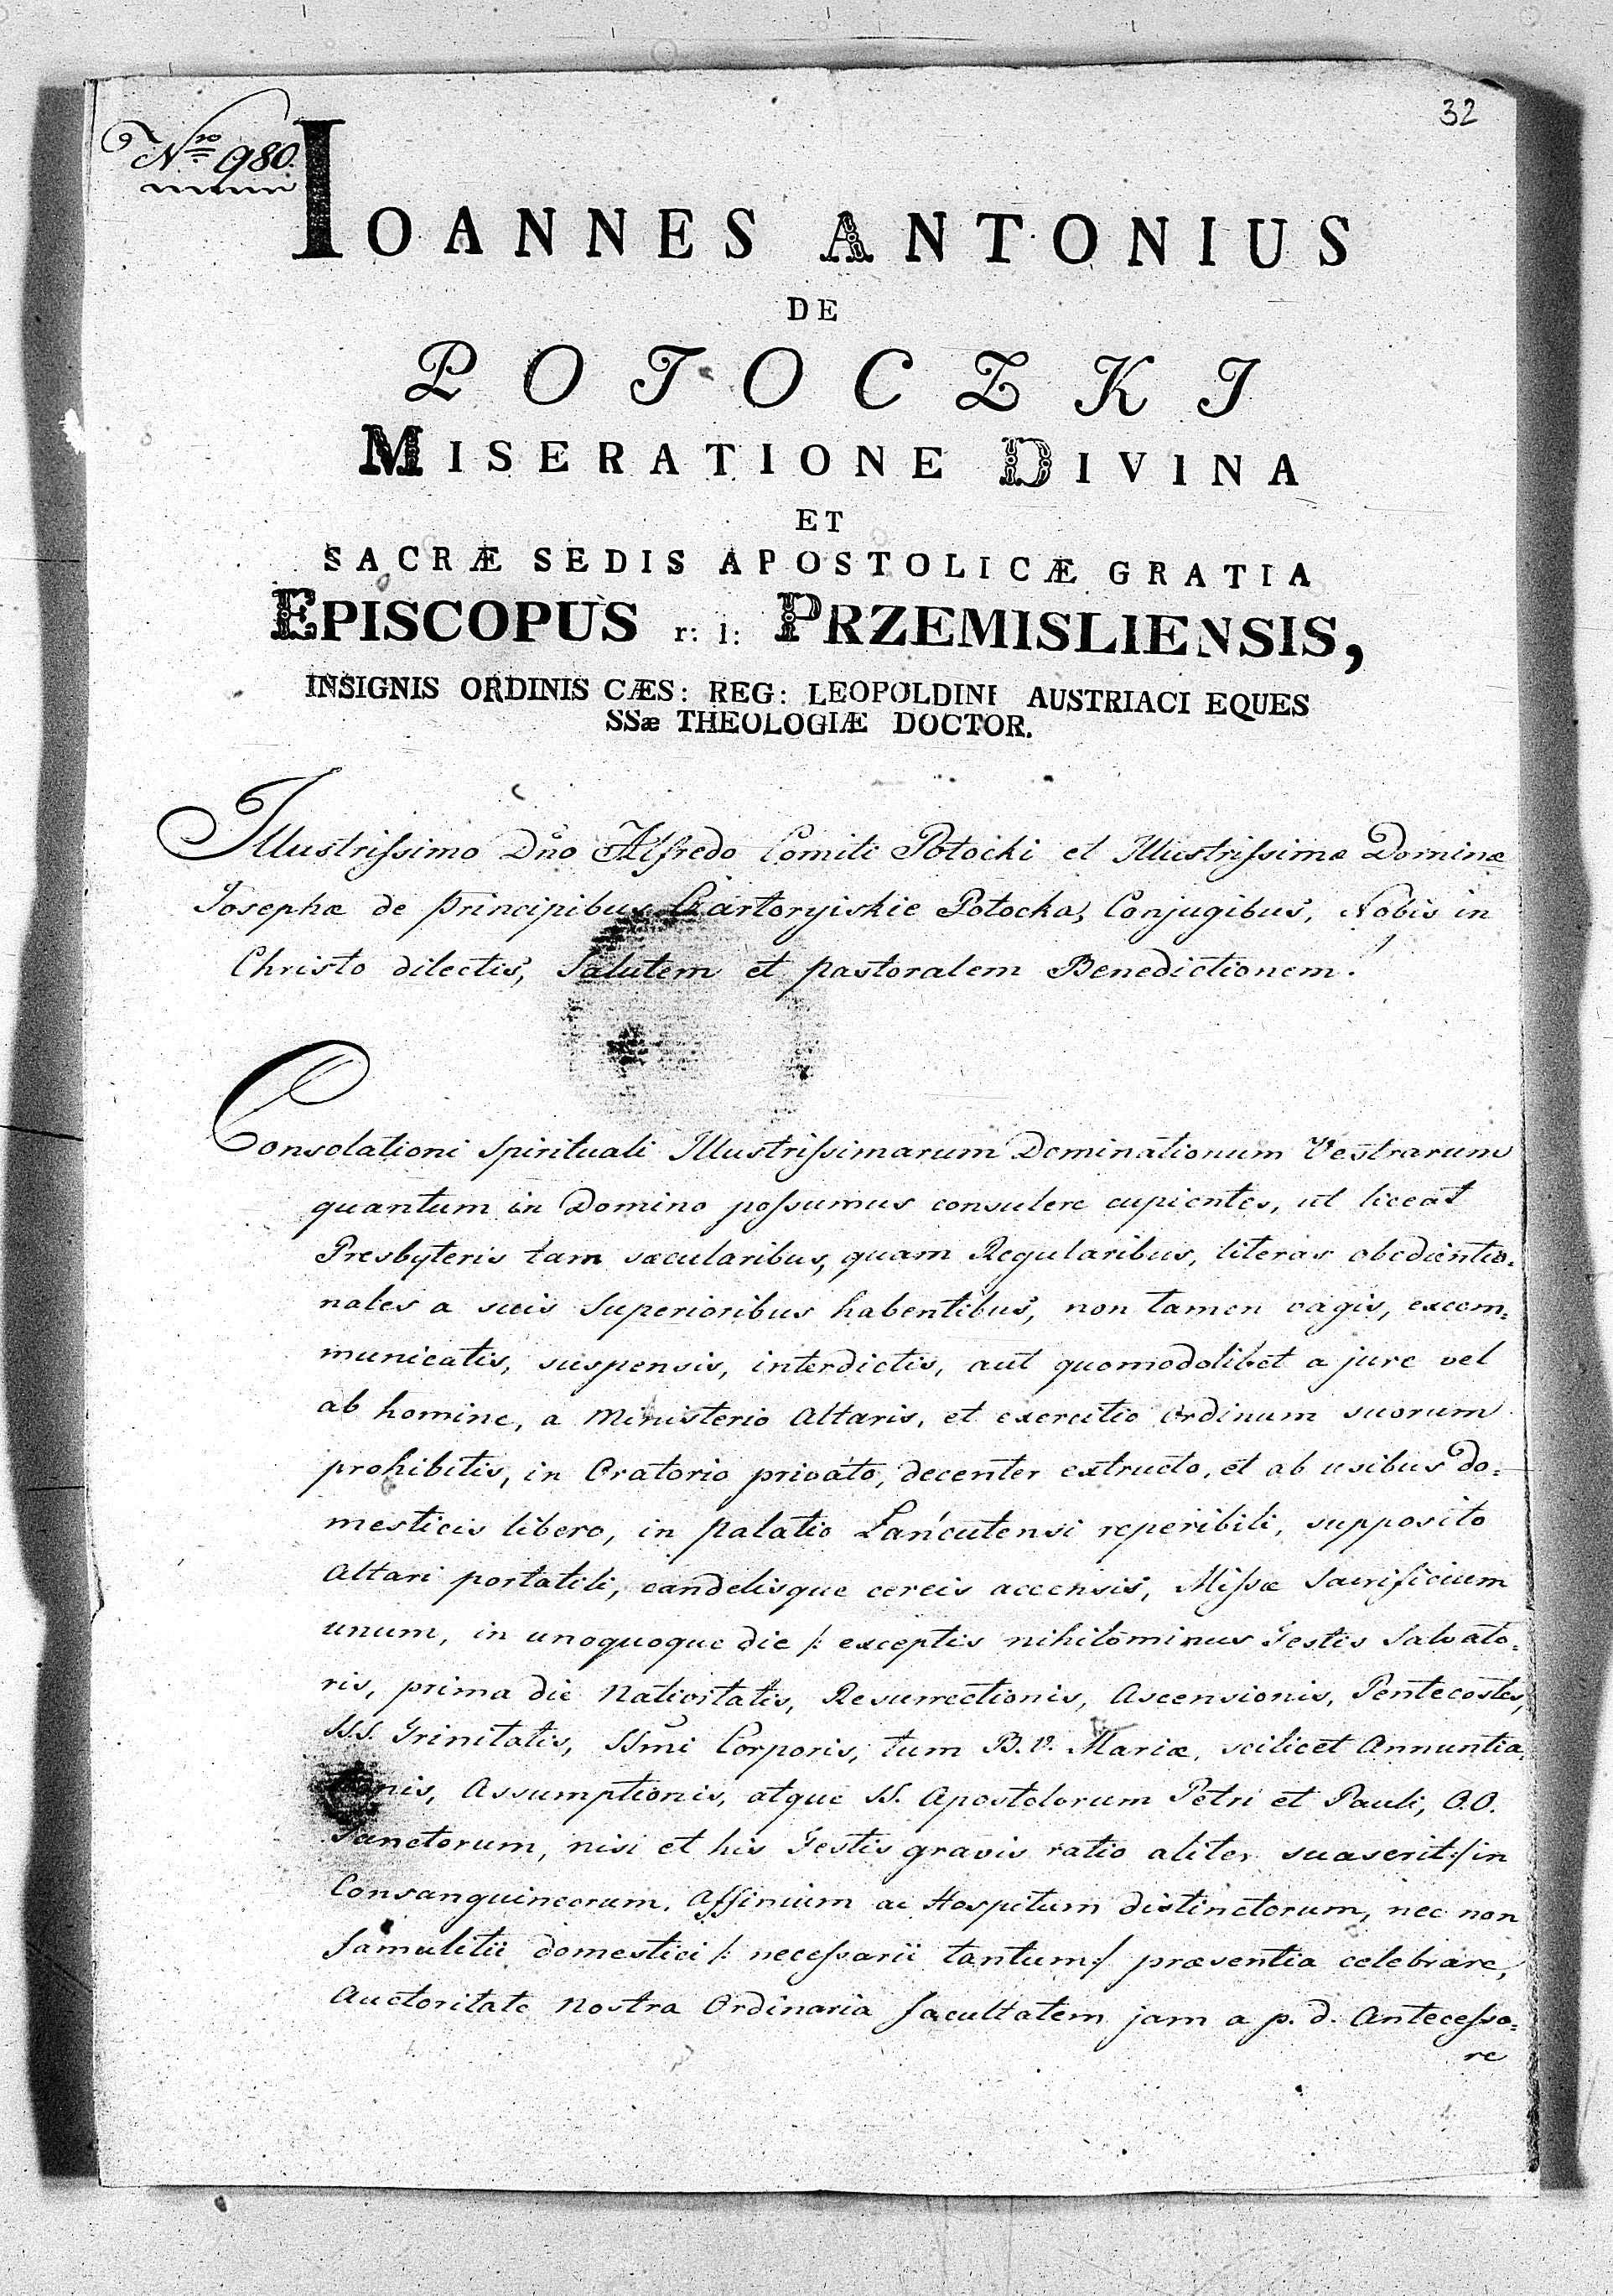 32
Nro 980.
IOANNES ANTONIUS
DE
POTOCZKI
MISERATIONE DIVINA
ET
SACRÆ SEDIS APOSTOLICÆ GRATIA
EPISCOPUS r: l: PRZEMISLIENSIS,
INSIGNIS ORDINIS CÆS: REG: LEOPOLDINI AUSTRIACI EQUES
SSæ THEOLOGIÆ DOCTOR.
Illustrissimo Dño Alfredo Comiti Potocki et Illustrissimæ Dominæ
Josephæ de Principibus Czartoryiskie Potocka, Conjugibus, Nobis in
Christo dilectis, Salutem et pastoralem Benedictionem!
Consolationi Spirituali Illustrissimarum Dominationum Vestrarum
quantum in Domino possumus consulere cupientes, ut liceat
Presbyteris tam sæcularibus, quam Regularibus, literas obedientio=
nales a suis Superioribus habentibus, non tamen vagis, excom=
municatis, suspensis, interdictis, aut quomodolibet a jure vel
ab homine, a Ministerio Altaris, et exercitio Ordinum suorum
prohibitis, in Oratorio privato, decenter extructo, et ab usibus Do=
mesticis libero, in Palatio Łańcutensi reperibili, supposito
Altari portatili, candelisque cereis accensis, Missæ Sacrificium
unum, in unoquoque die /: exceptis nihilominus Festis Salvato=
ris, prima die Nativitatis, Resurrectionis, Ascensionis, Pentecostes,
SS.S. Trinitatis, SSmi Corporis, tum B.V. Mariæ, scilicet Annuntia
tionis, Assumptionis, atque SS. Apostolorum Petri et Pauli, O.O.
Sanctorum, nisi et his Festis gravis ratio aliter suaserit :/ in
Consanguineorum, Affinium ac Hospitum distinctorum, nec non
famulitii domestici /: necessarii tantum :/ præsentia celebrare,
Auctoritate Nostra Ordinaria facultatem jam a p. d. Antecesso=
re